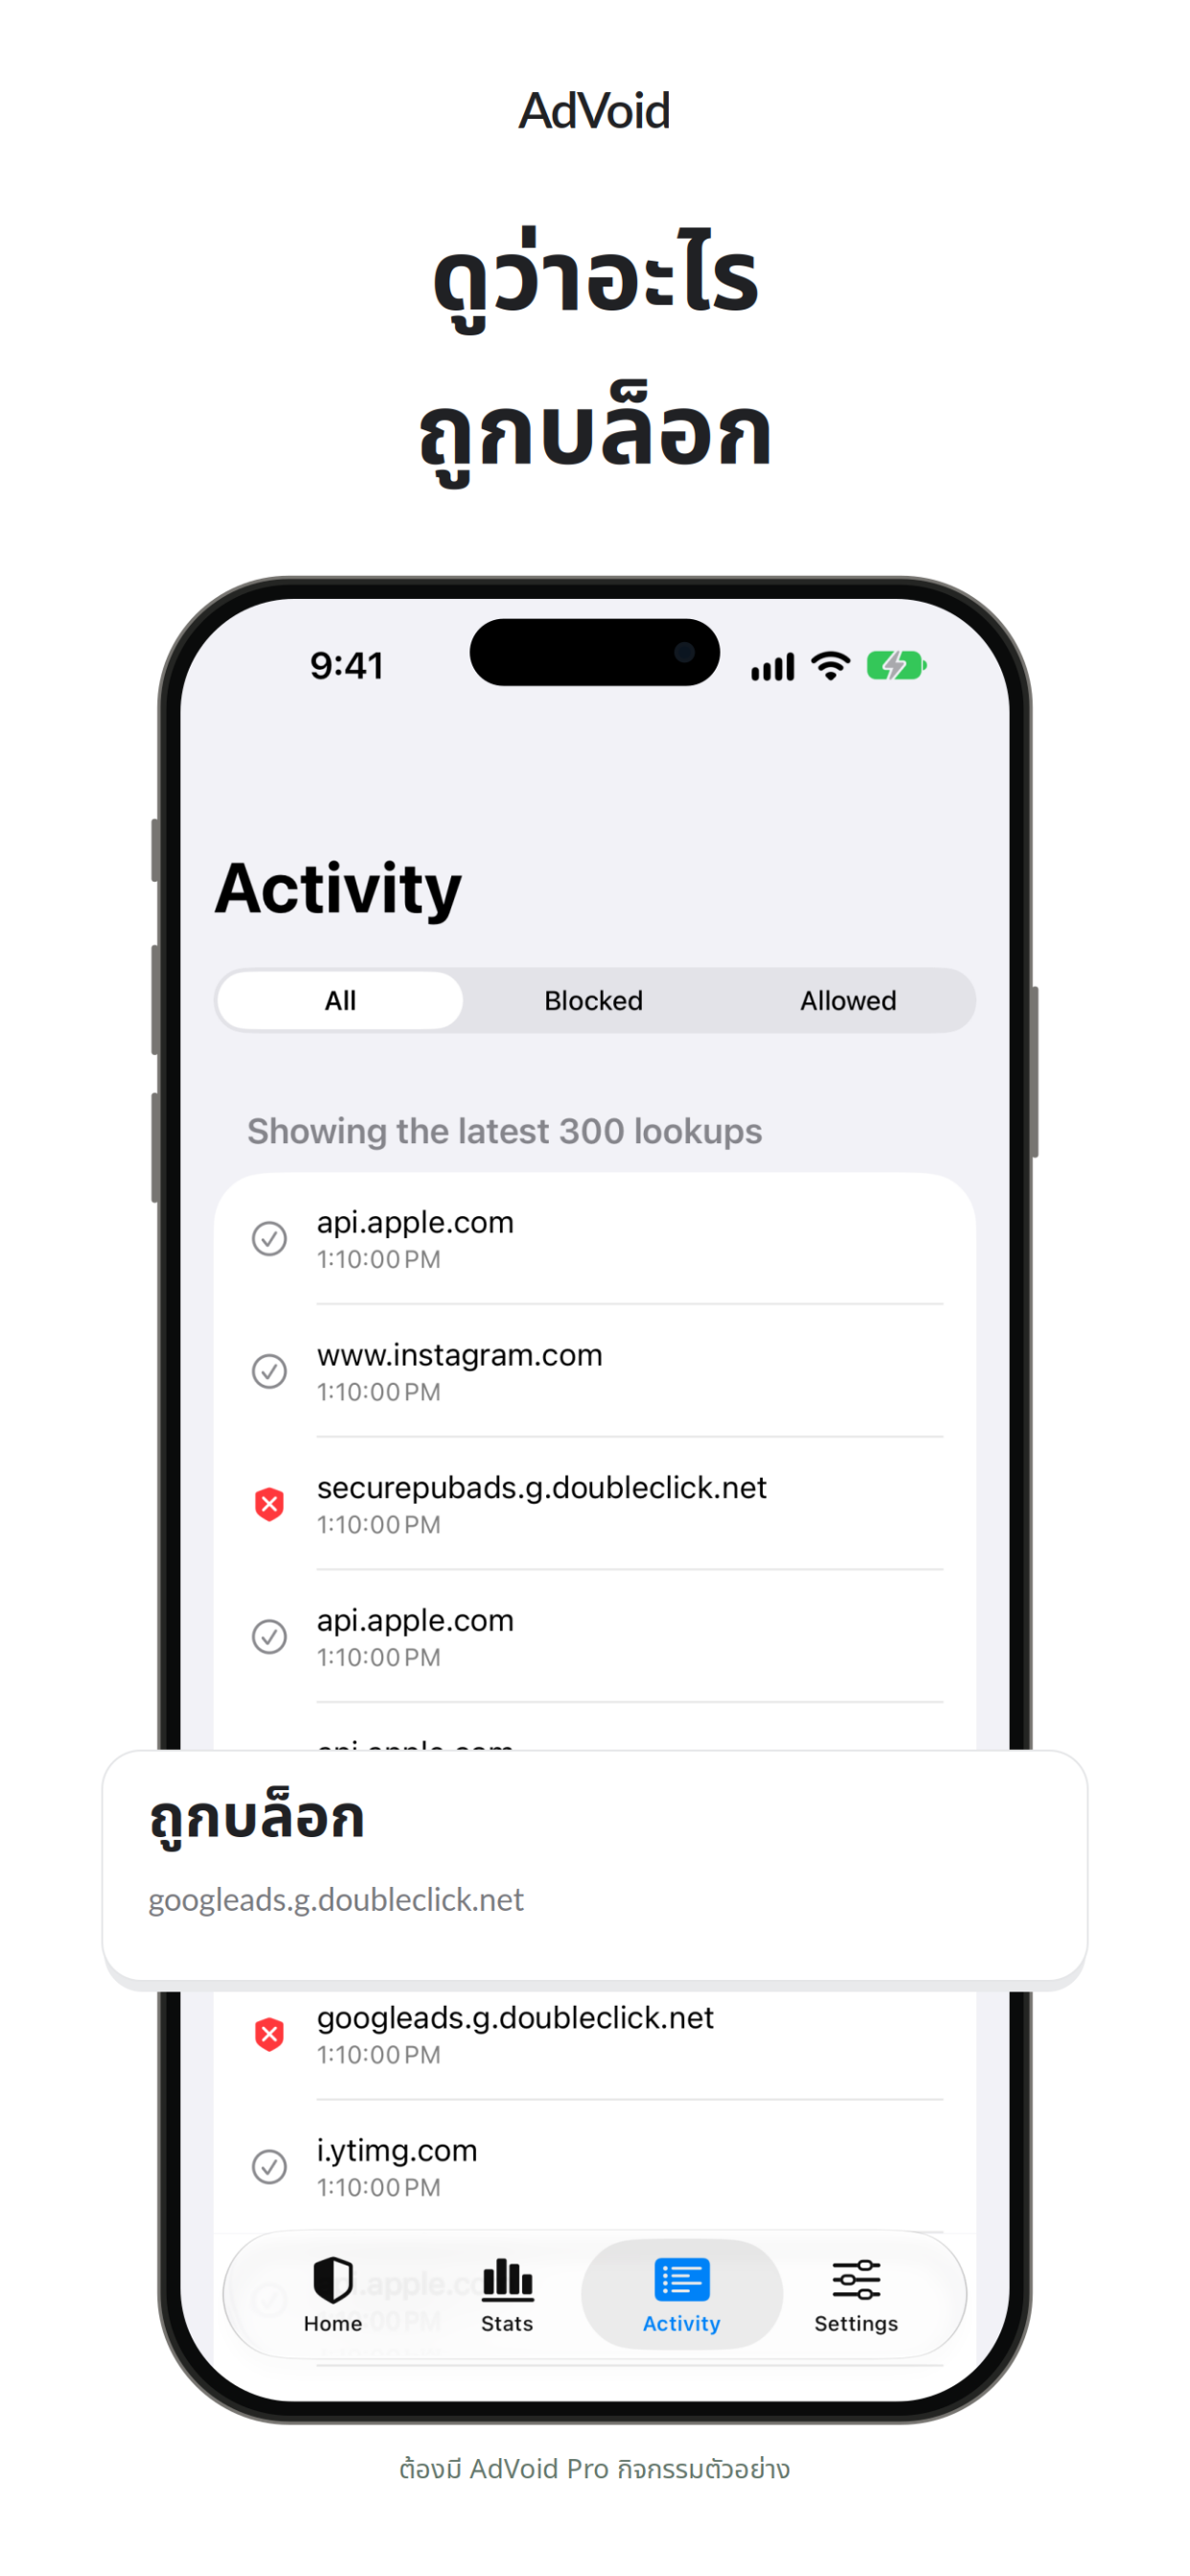 AdVoid
ดูว่าอะไร
ถูกบล็อก
9:41
Activity
All Blocked Allowed
Showing the latest 300 lookups
api.apple.com
1:10:00 PM
www.instagram.com
1:10:00 PM
securepubads.g.doubleclick.net
1:10:00 PM
api.apple.com
1:10:00 PM
api.apple.com
ถูกบล็อก
googleads.g.doubleclick.net
googleads.g.doubleclick.net
1:10:00 PM
i.ytimg.com
1:10:00 PM
Home Stats Activity Settings
ต้องมี AdVoid Pro กิจกรรมตัวอย่าง